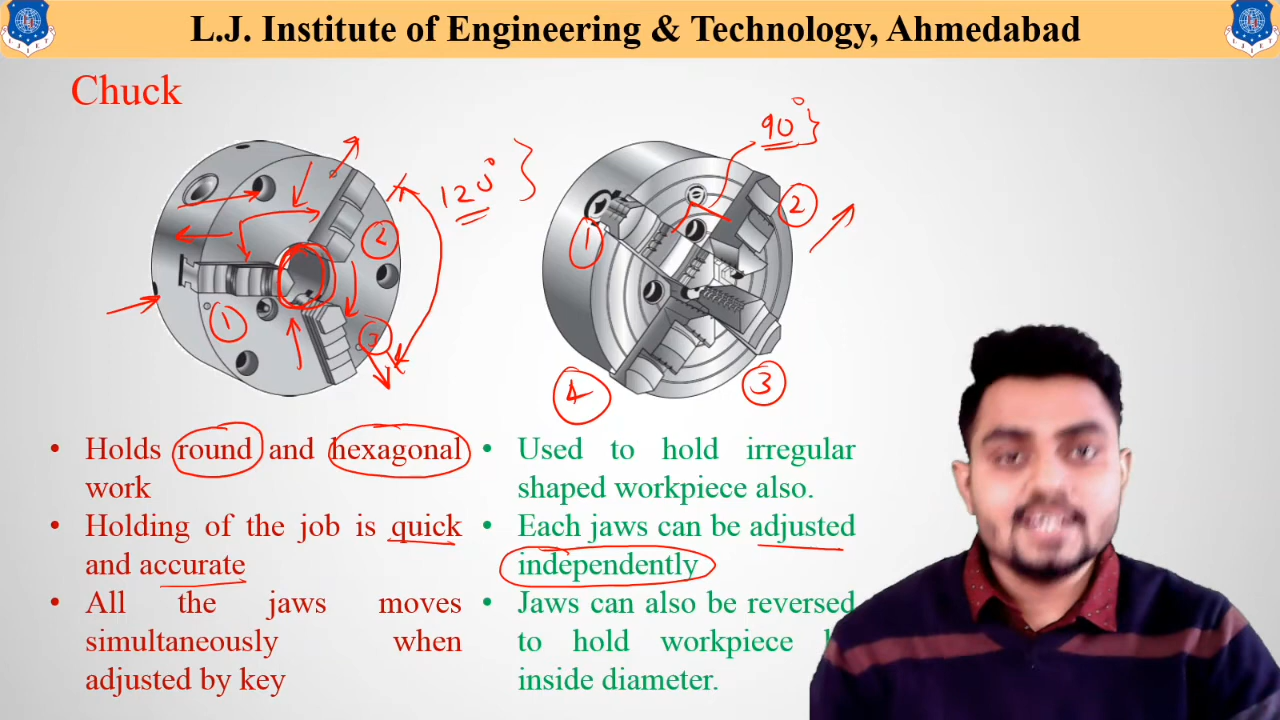 L.J. Institute of Engineering & Technology, Ahmedabad
Chuck
120°
90°
1
2
3
1
2
3
4
• Holds round and hexagonal
work
• Holding of the job is quick
and accurate
• All the jaws moves
simultaneously when
adjusted by key
• Used to hold irregular
shaped workpiece also.
• Each jaws can be adjusted
independently
• Jaws can also be reversed
to hold workpiece
inside diameter.